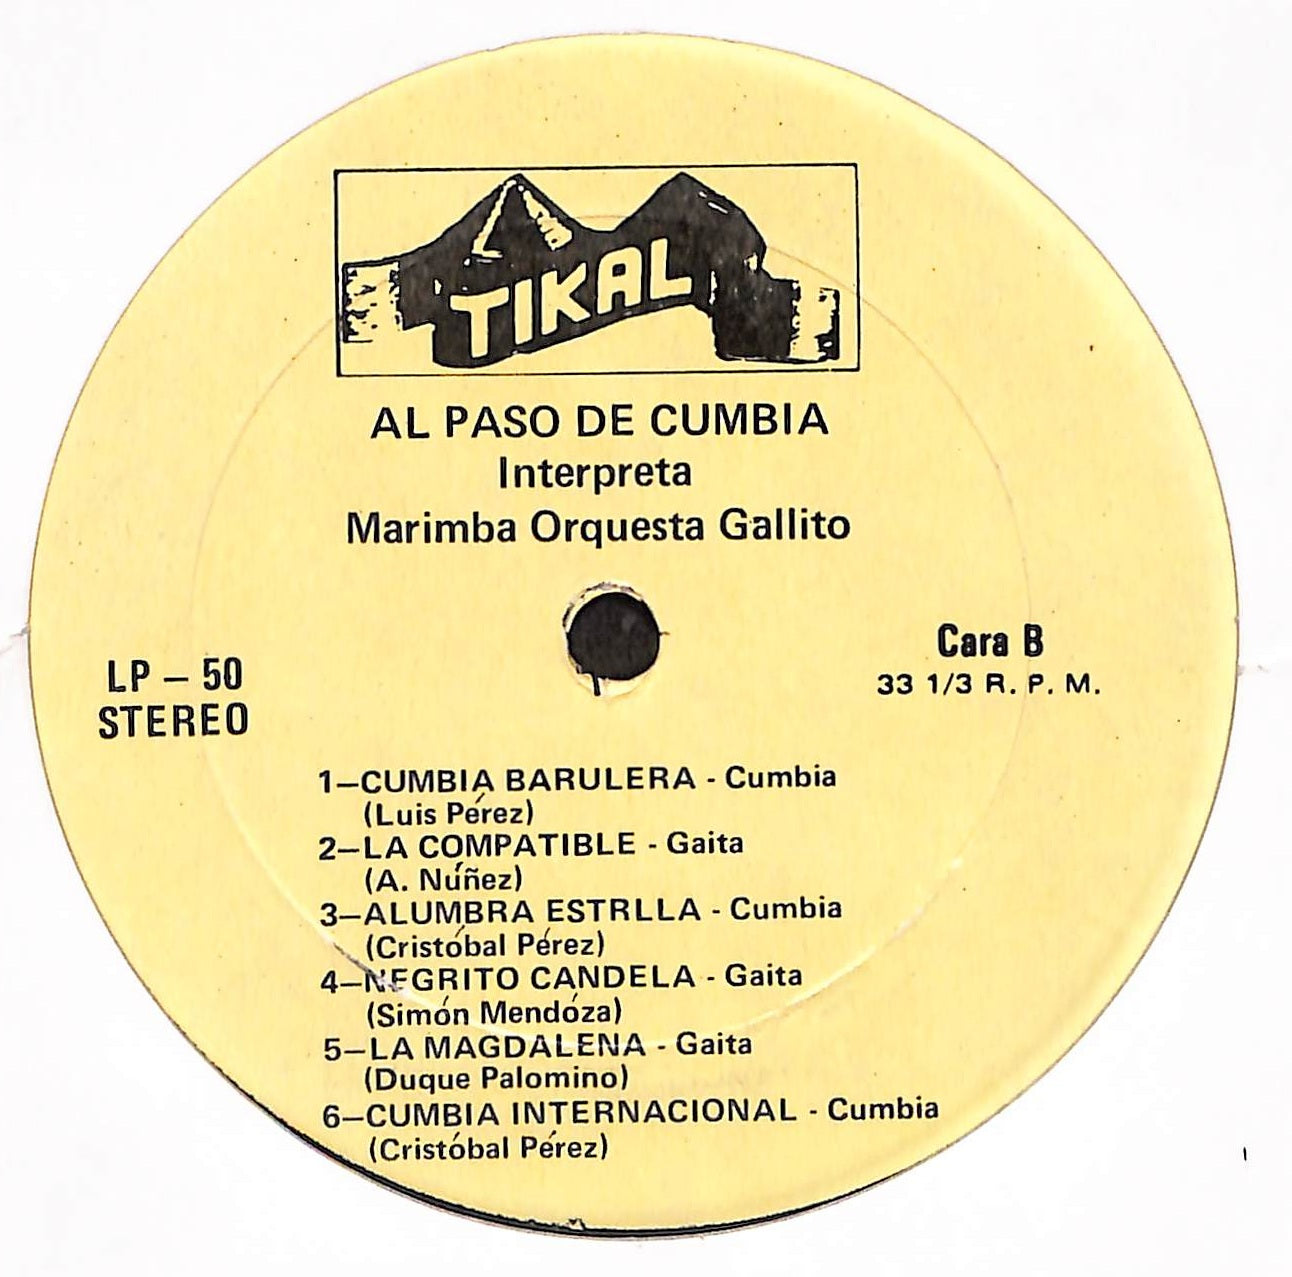 TIKAL
AL PASO DE CUMBIA
Interpreta
Marimba Orquesta Gallito
Cara B
33 1/3 R. P. M.
LP – 50
STEREO
1—CUMBIA BARULERA - Cumbia
(Luis Pérez)
2—LA COMPATIBLE - Gaita
(A. Núñez)
3—ALUMBRA ESTRLLA - Cumbia
(Cristóbal Pérez)
4—NEGRITO CANDELA - Gaita
(Simón Mendóza)
5—LA MAGDALENA - Gaita
(Duque Palomino)
6—CUMBIA INTERNACIONAL - Cumbia
(Cristóbal Pérez)